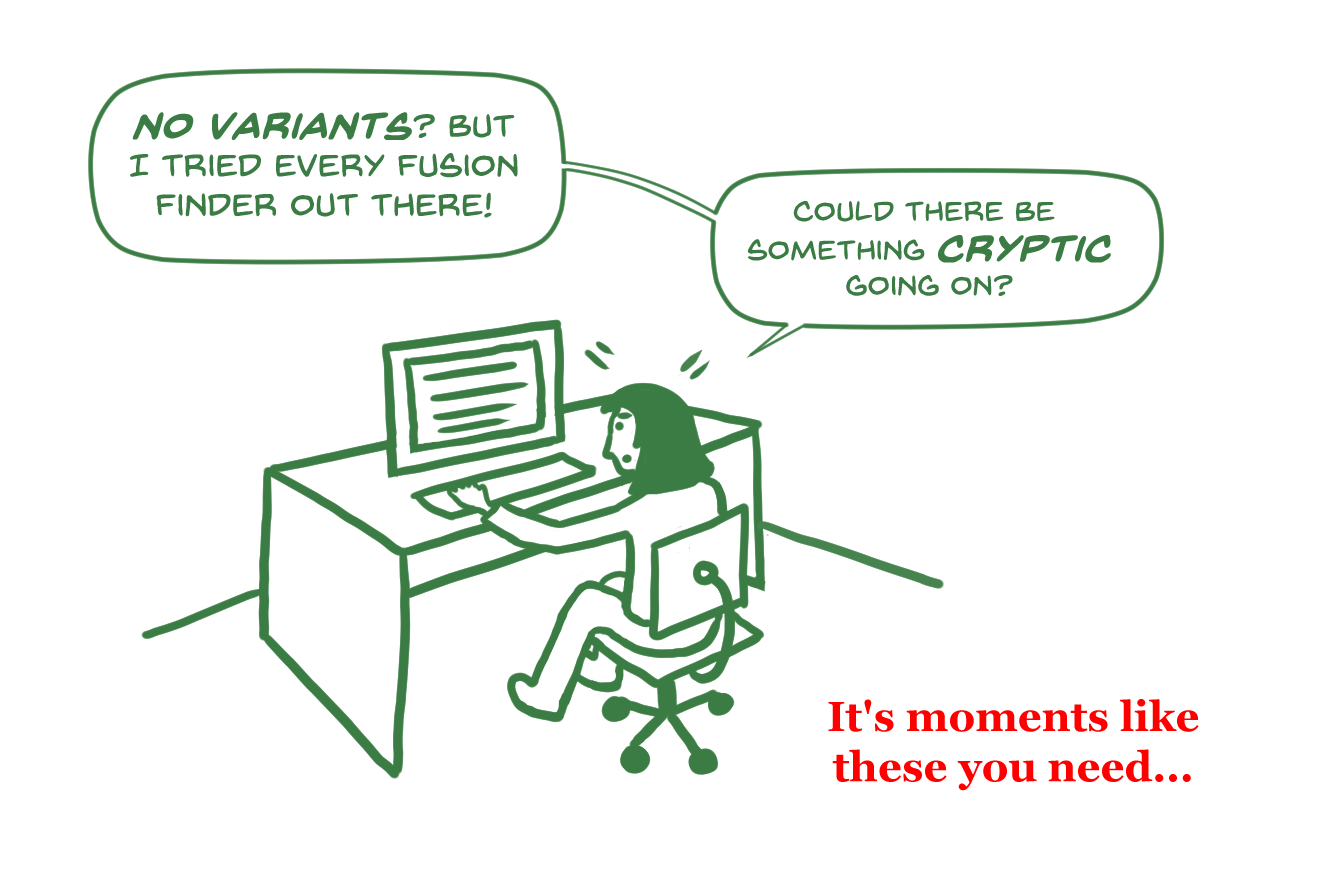 NO VARIANTS? BUT
I TRIED EVERY FUSION
FINDER OUT THERE!
COULD THERE BE
SOMETHING CRYPTIC
GOING ON?
It's moments like
these you need...